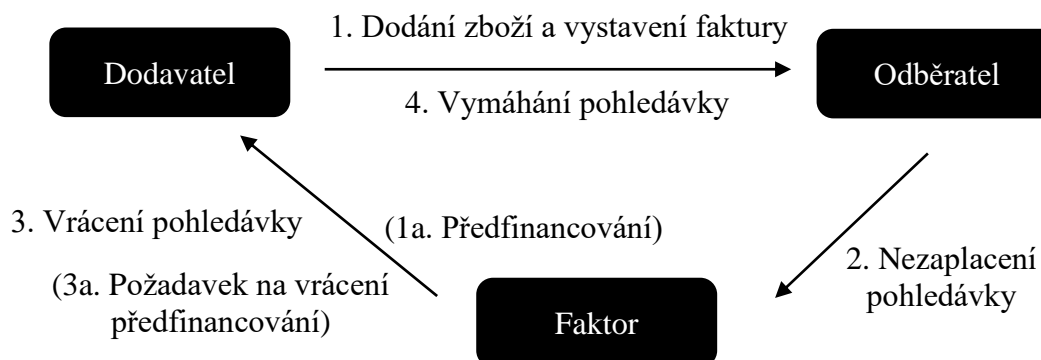 1. Dodání zboží a vystavení faktury
Dodavatel
Odběratel
4. Vymáhání pohledávky
3. Vrácení pohledávky
(1a. Předfinancování)
(3a. Požadavek na vrácení
předfinancování)
2. Nezaplacení
pohledávky
Faktor